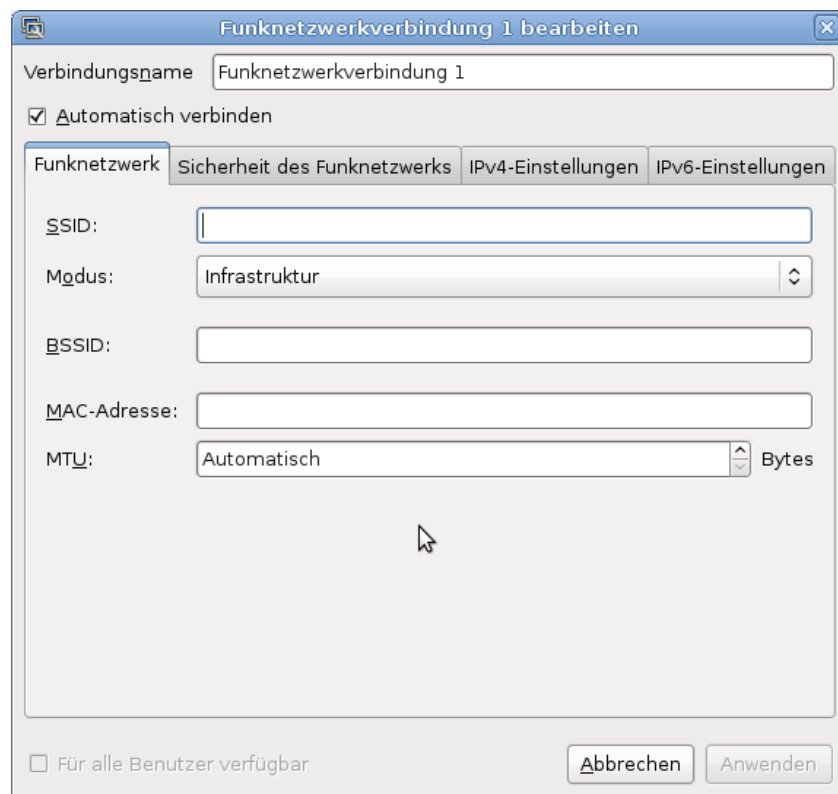 Funknetzwerkverbindung 1 bearbeiten
Verbindungsname Funknetzwerkverbindung 1
Automatisch verbinden
Funknetzwerk Sicherheit des Funknetzwerks IPv4-Einstellungen IPv6-Einstellungen
SSID:
Modus: Infrastruktur
BSSID:
MAC-Adresse:
MTU: Automatisch Bytes
Für alle Benutzer verfügbar Abbrechen Anwenden